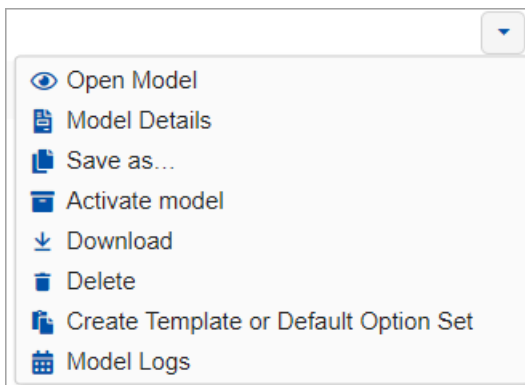 Open Model
Model Details
Save as…
Activate model
Download
Delete
Create Template or Default Option Set
Model Logs